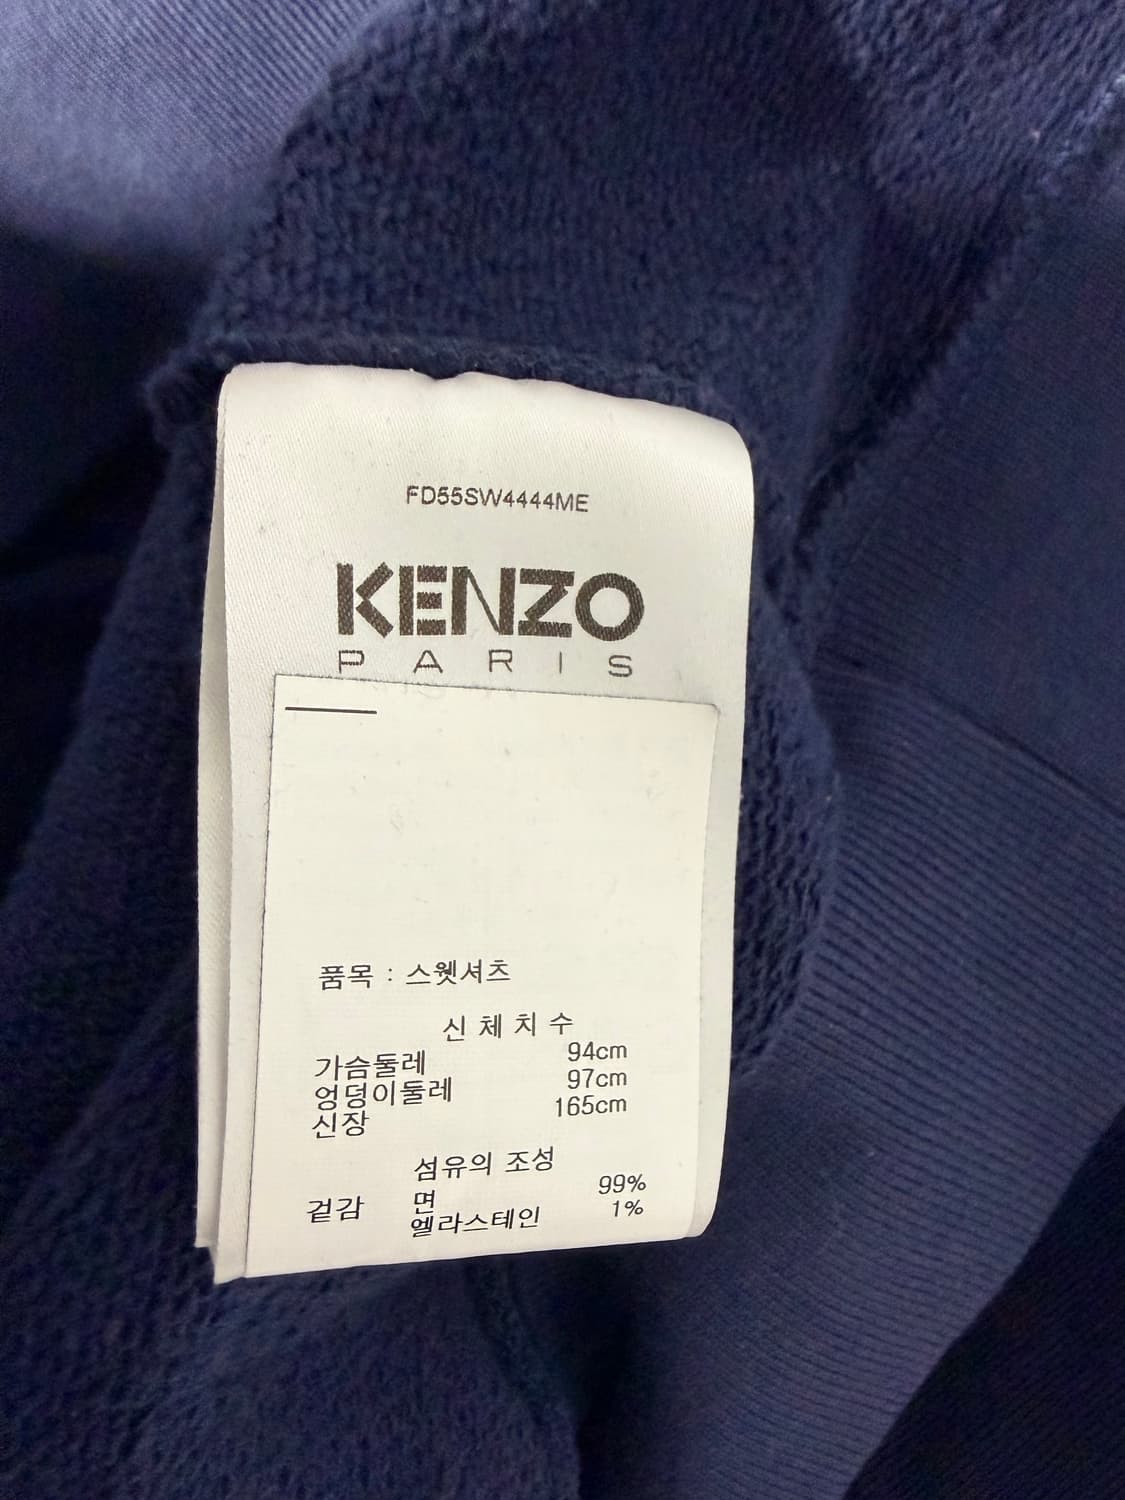 FD55SW4444ME
KENZO
PARIS
품목 : 스웻셔츠
신체치수
가슴둘레 94cm
엉덩이둘레 97cm
신장 165cm
섬유의 조성
겉감 면 99%
엘라스테인 1%